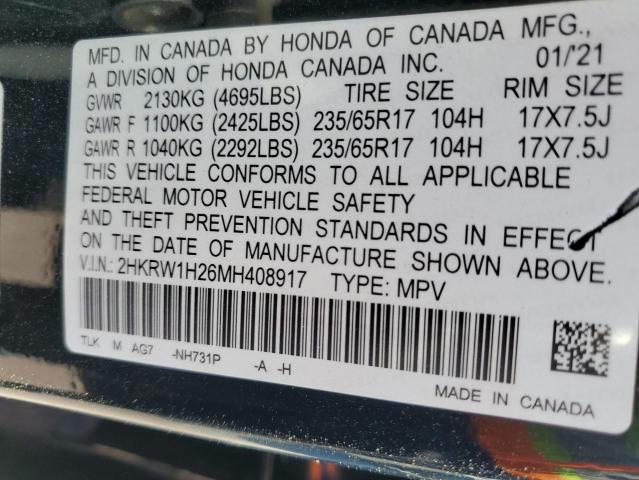 MFD. IN CANADA BY HONDA OF CANADA MFG.,
A DIVISION OF HONDA CANADA INC. 01/'21
GVWR 2130KG (4695LBS) TIRE SIZE RIM SIZE
GAWR F 1100KG (2425LBS) 235/65R17 104H 17X7.5J
GAWR R 1040KG (2292LBS) 235/65R17 104H 17X7.5J
THIS VEHICLE CONFORMS TO ALL APPLICABLE
FEDERAL MOTOR VEHICLE SAFETY
AND THEFT PREVENTION STANDARDS IN EFFECT
ON THE DATE OF MANUFACTURE SHOWN ABOVE.
V.I.N.: 2HKRW1H26MH408917 TYPE: MPV
TLK M AG7 -NH731P -A -H
MADE IN CANADA